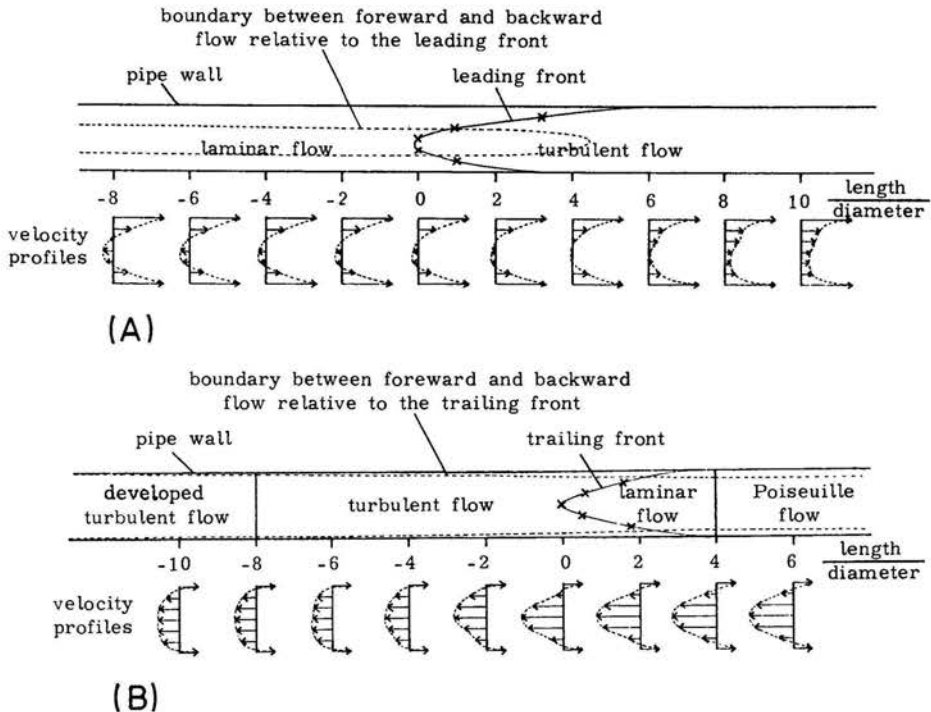 boundary between foreward and backward
flow relative to the leading front
pipe wall
leading front
laminar flow
turbulent flow
-8 -6 -4 -2 0 2 4 6 8 10 length
diameter
velocity
profiles
(A)
boundary between foreward and backward
flow relative to the trailing front
pipe wall
trailing front
developed
turbulent flow
turbulent flow
laminar
flow
Poiseuille
flow
-10 -8 -6 -4 -2 0 2 4 6 length
diameter
velocity
profiles
(B)